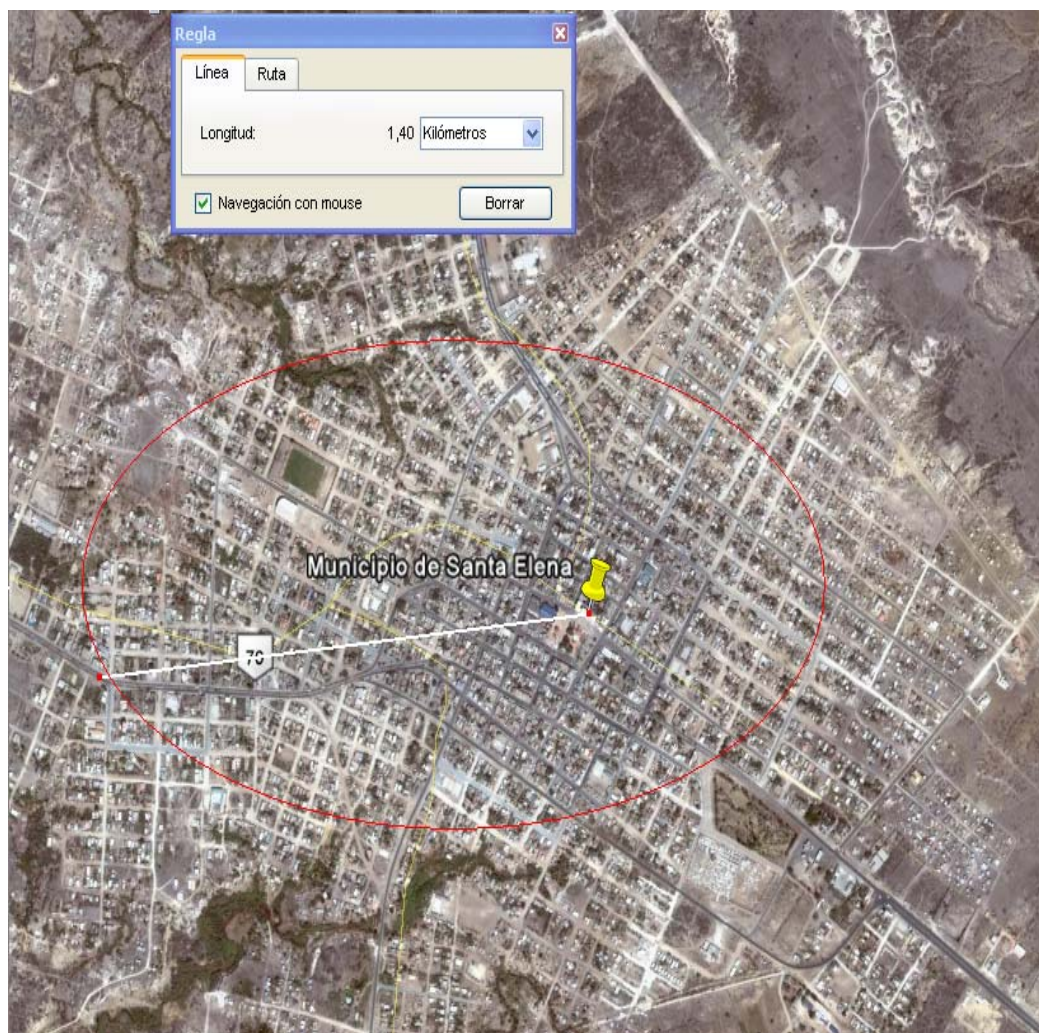 Regla
Línea Ruta
Longitud: 1,40 Kilómetros
Navegación con mouse Borrar
Municipio de Santa Elena
70